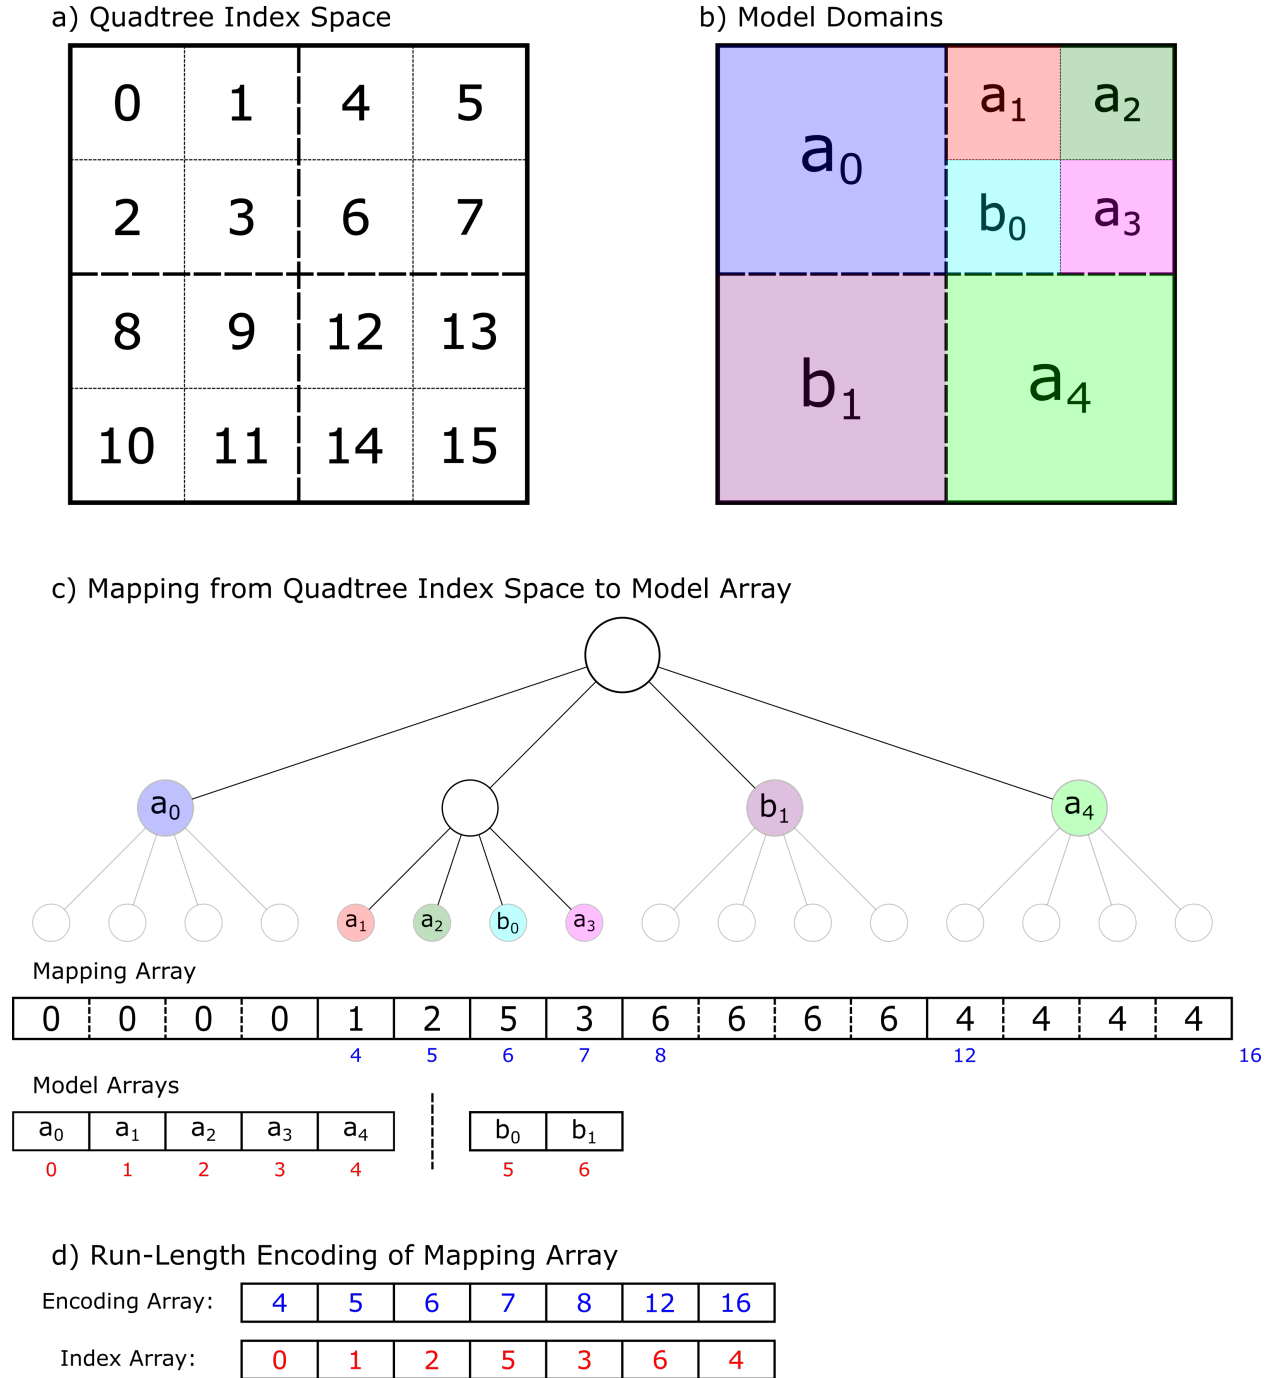 a) Quadtree Index Space
b) Model Domains
0 1 4 5
2 3 6 7
8 9 12 13
10 11 14 15
a₀ a₁ a₂
b₀ a₃
b₁ a₄
c) Mapping from Quadtree Index Space to Model Array
a₀ b₁ a₄
a₁ a₂ b₀ a₃
Mapping Array
0 0 0 0 1 2 5 3 6 6 6 6 4 4 4 4
4 5 6 7 8 12 16
Model Arrays
a₀ a₁ a₂ a₃ a₄ b₀ b₁
0 1 2 3 4 5 6
d) Run-Length Encoding of Mapping Array
Encoding Array: 4 5 6 7 8 12 16
Index Array: 0 1 2 5 3 6 4